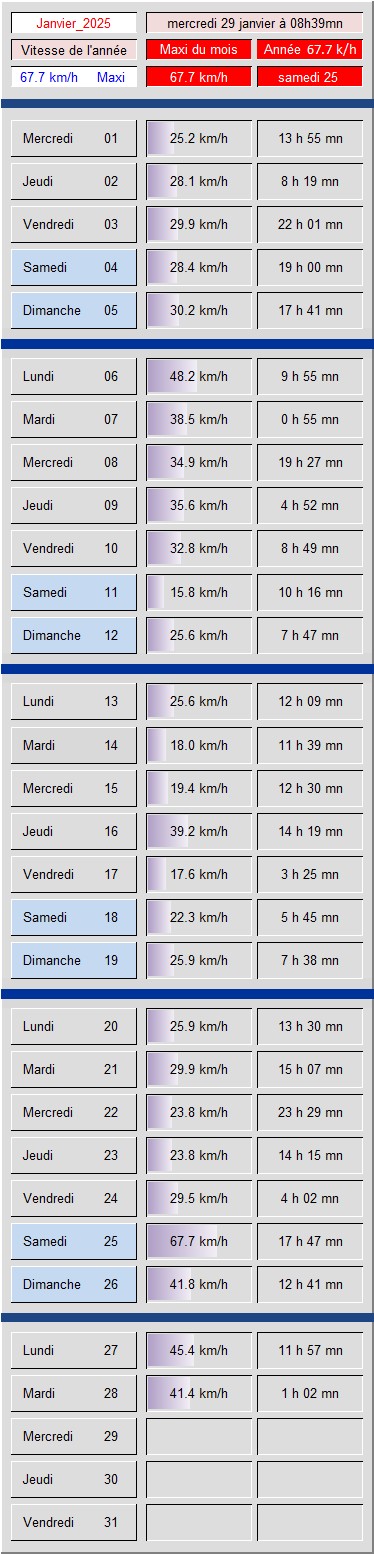 Janvier_2025 mercredi 29 janvier à 08h39mn
Vitesse de l'année Maxi du mois Année 67.7 k/h
67.7 km/h Maxi 67.7 km/h samedi 25
Mercredi 01 25.2 km/h 13 h 55 mn
Jeudi 02 28.1 km/h 8 h 19 mn
Vendredi 03 29.9 km/h 22 h 01 mn
Samedi 04 28.4 km/h 19 h 00 mn
Dimanche 05 30.2 km/h 17 h 41 mn
Lundi 06 48.2 km/h 9 h 55 mn
Mardi 07 38.5 km/h 0 h 55 mn
Mercredi 08 34.9 km/h 19 h 27 mn
Jeudi 09 35.6 km/h 4 h 52 mn
Vendredi 10 32.8 km/h 8 h 49 mn
Samedi 11 15.8 km/h 10 h 16 mn
Dimanche 12 25.6 km/h 7 h 47 mn
Lundi 13 25.6 km/h 12 h 09 mn
Mardi 14 18.0 km/h 11 h 39 mn
Mercredi 15 19.4 km/h 12 h 30 mn
Jeudi 16 39.2 km/h 14 h 19 mn
Vendredi 17 17.6 km/h 3 h 25 mn
Samedi 18 22.3 km/h 5 h 45 mn
Dimanche 19 25.9 km/h 7 h 38 mn
Lundi 20 25.9 km/h 13 h 30 mn
Mardi 21 29.9 km/h 15 h 07 mn
Mercredi 22 23.8 km/h 23 h 29 mn
Jeudi 23 23.8 km/h 14 h 15 mn
Vendredi 24 29.5 km/h 4 h 02 mn
Samedi 25 67.7 km/h 17 h 47 mn
Dimanche 26 41.8 km/h 12 h 41 mn
Lundi 27 45.4 km/h 11 h 57 mn
Mardi 28 41.4 km/h 1 h 02 mn
Mercredi 29
Jeudi 30
Vendredi 31